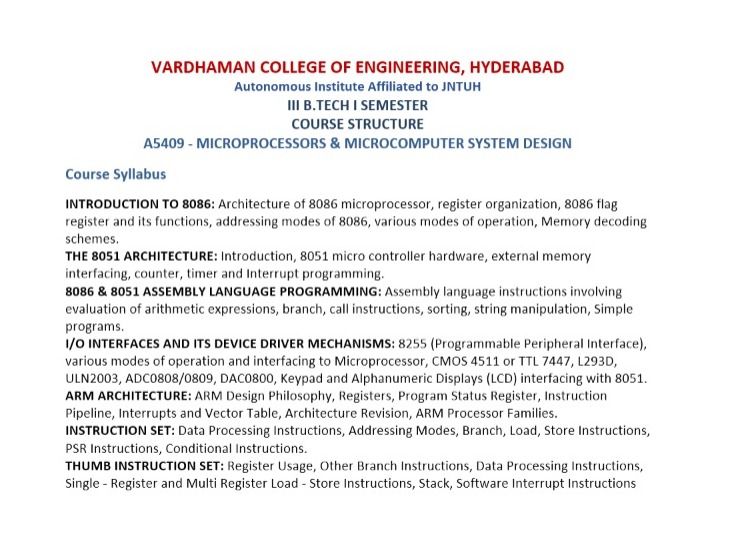 VARDHAMAN COLLEGE OF ENGINEERING, HYDERABAD
Autonomous Institute Affiliated to JNTUH
III B.TECH I SEMESTER
COURSE STRUCTURE
A5409 - MICROPROCESSORS & MICROCOMPUTER SYSTEM DESIGN
Course Syllabus
INTRODUCTION TO 8086: Architecture of 8086 microprocessor, register organization, 8086 flag
register and its functions, addressing modes of 8086, various modes of operation, Memory decoding
schemes.
THE 8051 ARCHITECTURE: Introduction, 8051 micro controller hardware, external memory
interfacing, counter, timer and Interrupt programming.
8086 & 8051 ASSEMBLY LANGUAGE PROGRAMMING: Assembly language instructions involving
evaluation of arithmetic expressions, branch, call instructions, sorting, string manipulation, Simple
programs.
I/O INTERFACES AND ITS DEVICE DRIVER MECHANISMS: 8255 (Programmable Peripheral Interface),
various modes of operation and interfacing to Microprocessor, CMOS 4511 or TTL 7447, L293D,
ULN2003, ADC0808/0809, DAC0800, Keypad and Alphanumeric Displays (LCD) interfacing with 8051.
ARM ARCHITECTURE: ARM Design Philosophy, Registers, Program Status Register, Instruction
Pipeline, Interrupts and Vector Table, Architecture Revision, ARM Processor Families.
INSTRUCTION SET: Data Processing Instructions, Addressing Modes, Branch, Load, Store Instructions,
PSR Instructions, Conditional Instructions.
THUMB INSTRUCTION SET: Register Usage, Other Branch Instructions, Data Processing Instructions,
Single - Register and Multi Register Load - Store Instructions, Stack, Software Interrupt Instructions